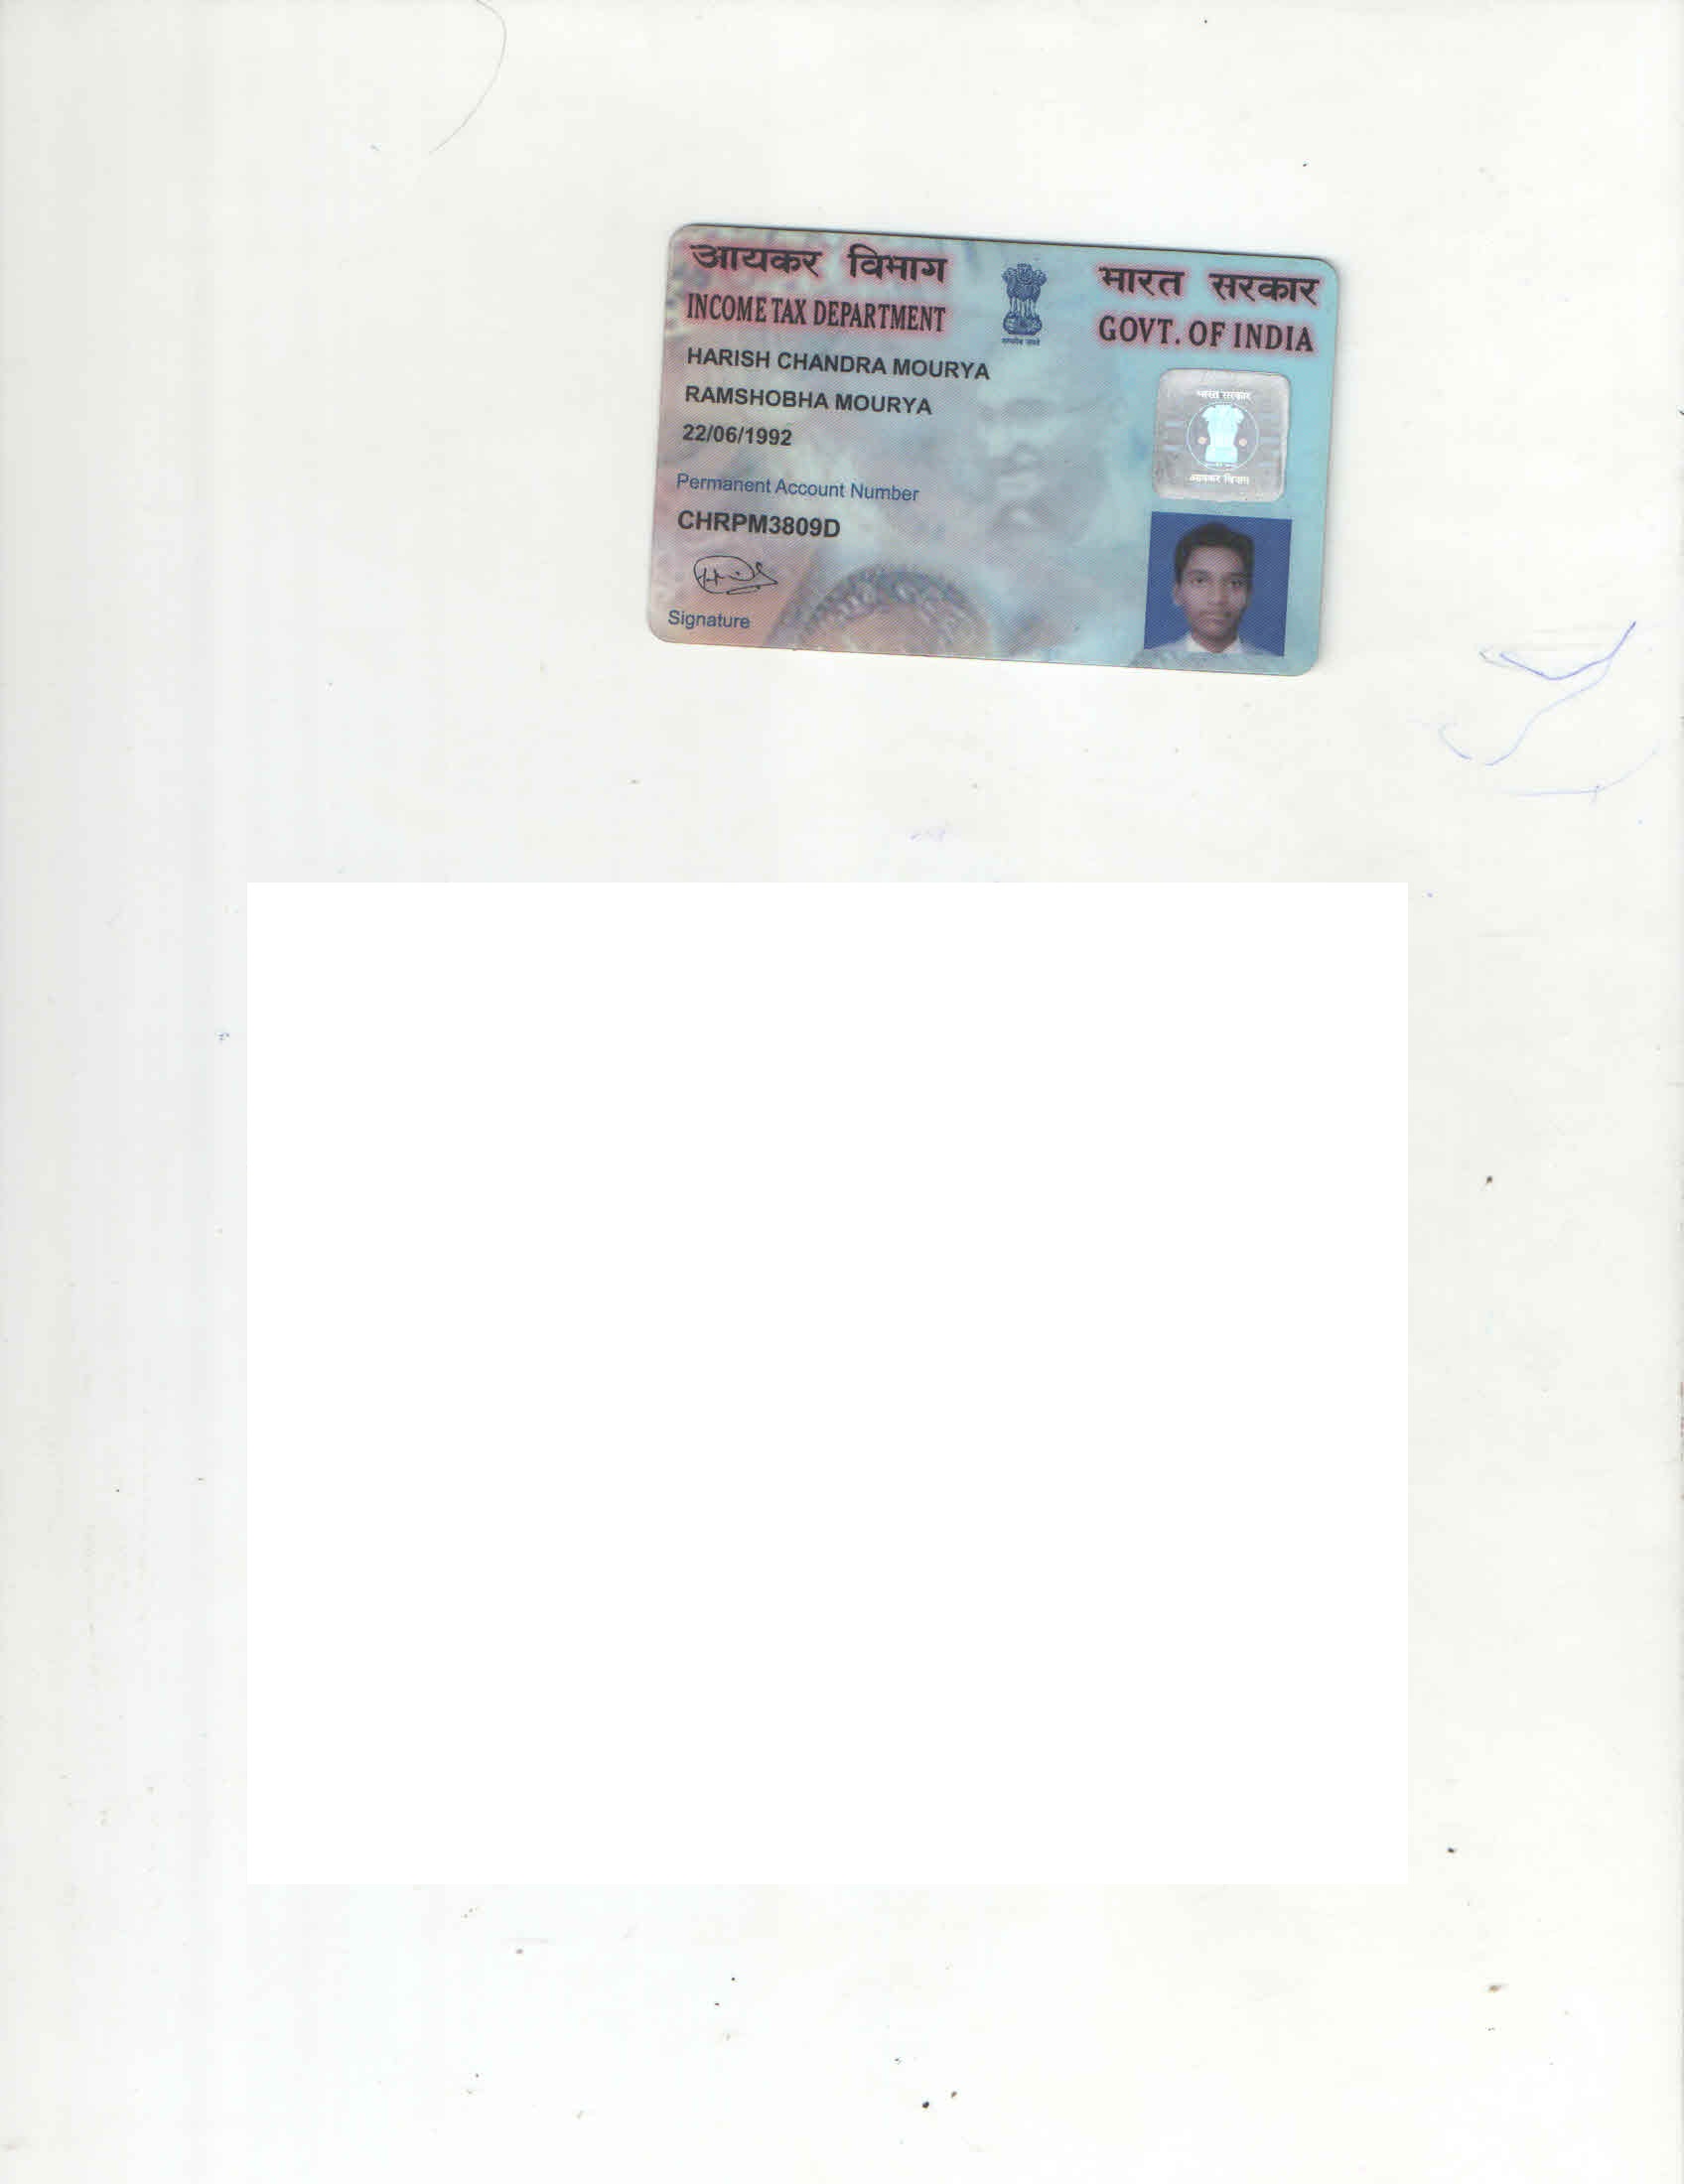 आयकर विभाग
INCOME TAX DEPARTMENT
भारत सरकार
GOVT. OF INDIA
HARISH CHANDRA MOURYA
RAMSHOBHA MOURYA
22/06/1992
Permanent Account Number
CHRPM3809D
Signature
भारत सरकार
आयकर विभाग